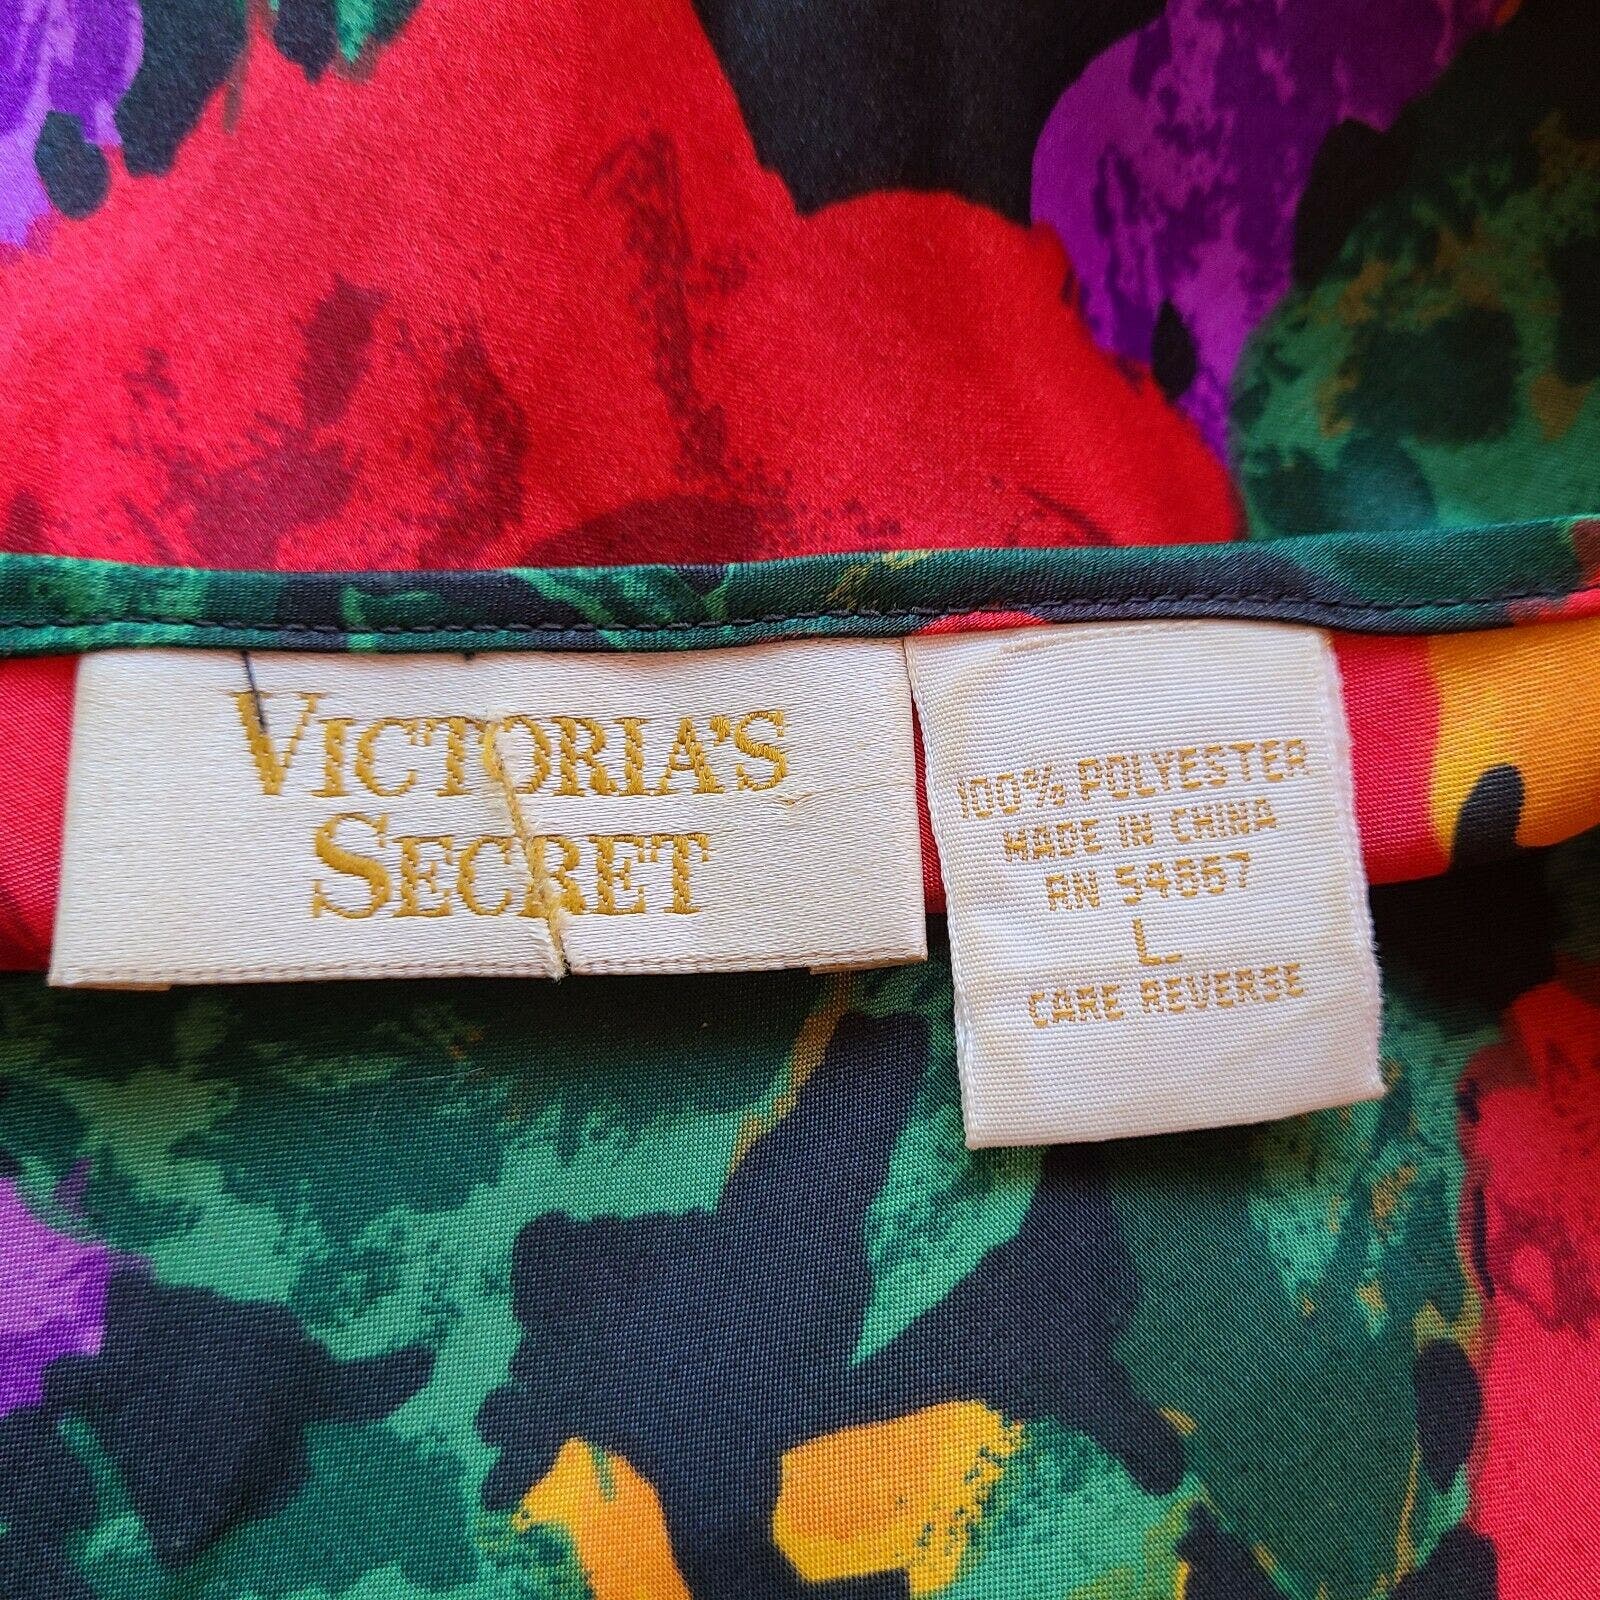 VICTORIA'S
SECRET
100% POLYESTER
MADE IN CHINA
RN 54867
L
CARE REVERSE